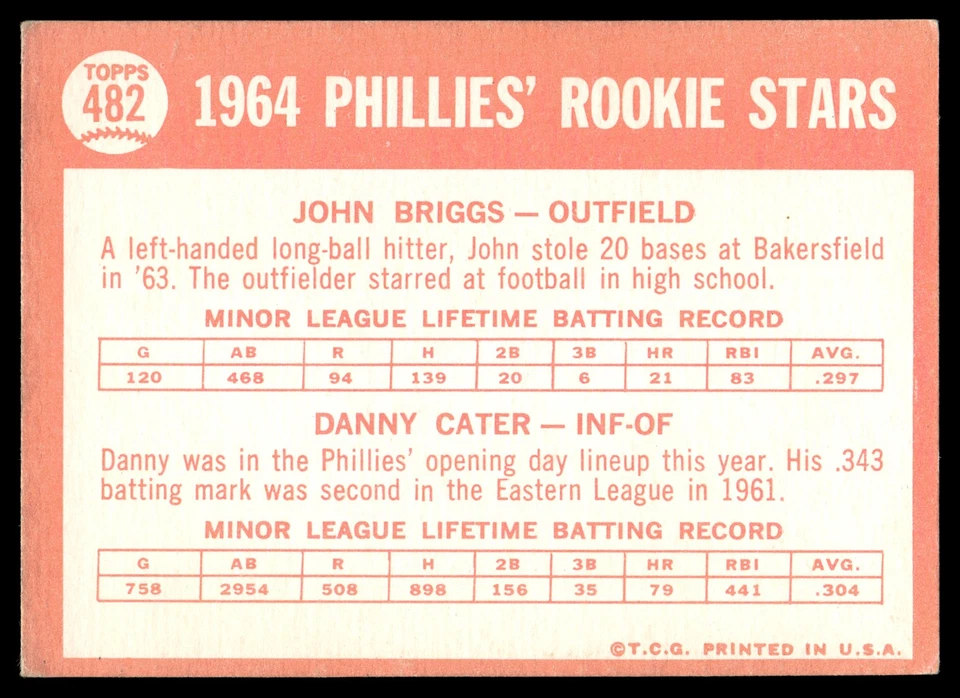 TOPPS
482
1964 PHILLIES' ROOKIE STARS
JOHN BRIGGS — OUTFIELD
A left-handed long-ball hitter, John stole 20 bases at Bakersfield
in '63. The outfielder starred at football in high school.
MINOR LEAGUE LIFETIME BATTING RECORD
G AB R H 2B 3B HR RBI AVG.
120 468 94 139 20 6 21 83 .297
DANNY CATER — INF-OF
Danny was in the Phillies' opening day lineup this year. His .343
batting mark was second in the Eastern League in 1961.
MINOR LEAGUE LIFETIME BATTING RECORD
G AB R H 2B 3B HR RBI AVG.
758 2954 508 898 156 35 79 441 .304
©T.C.G. PRINTED IN U.S.A.